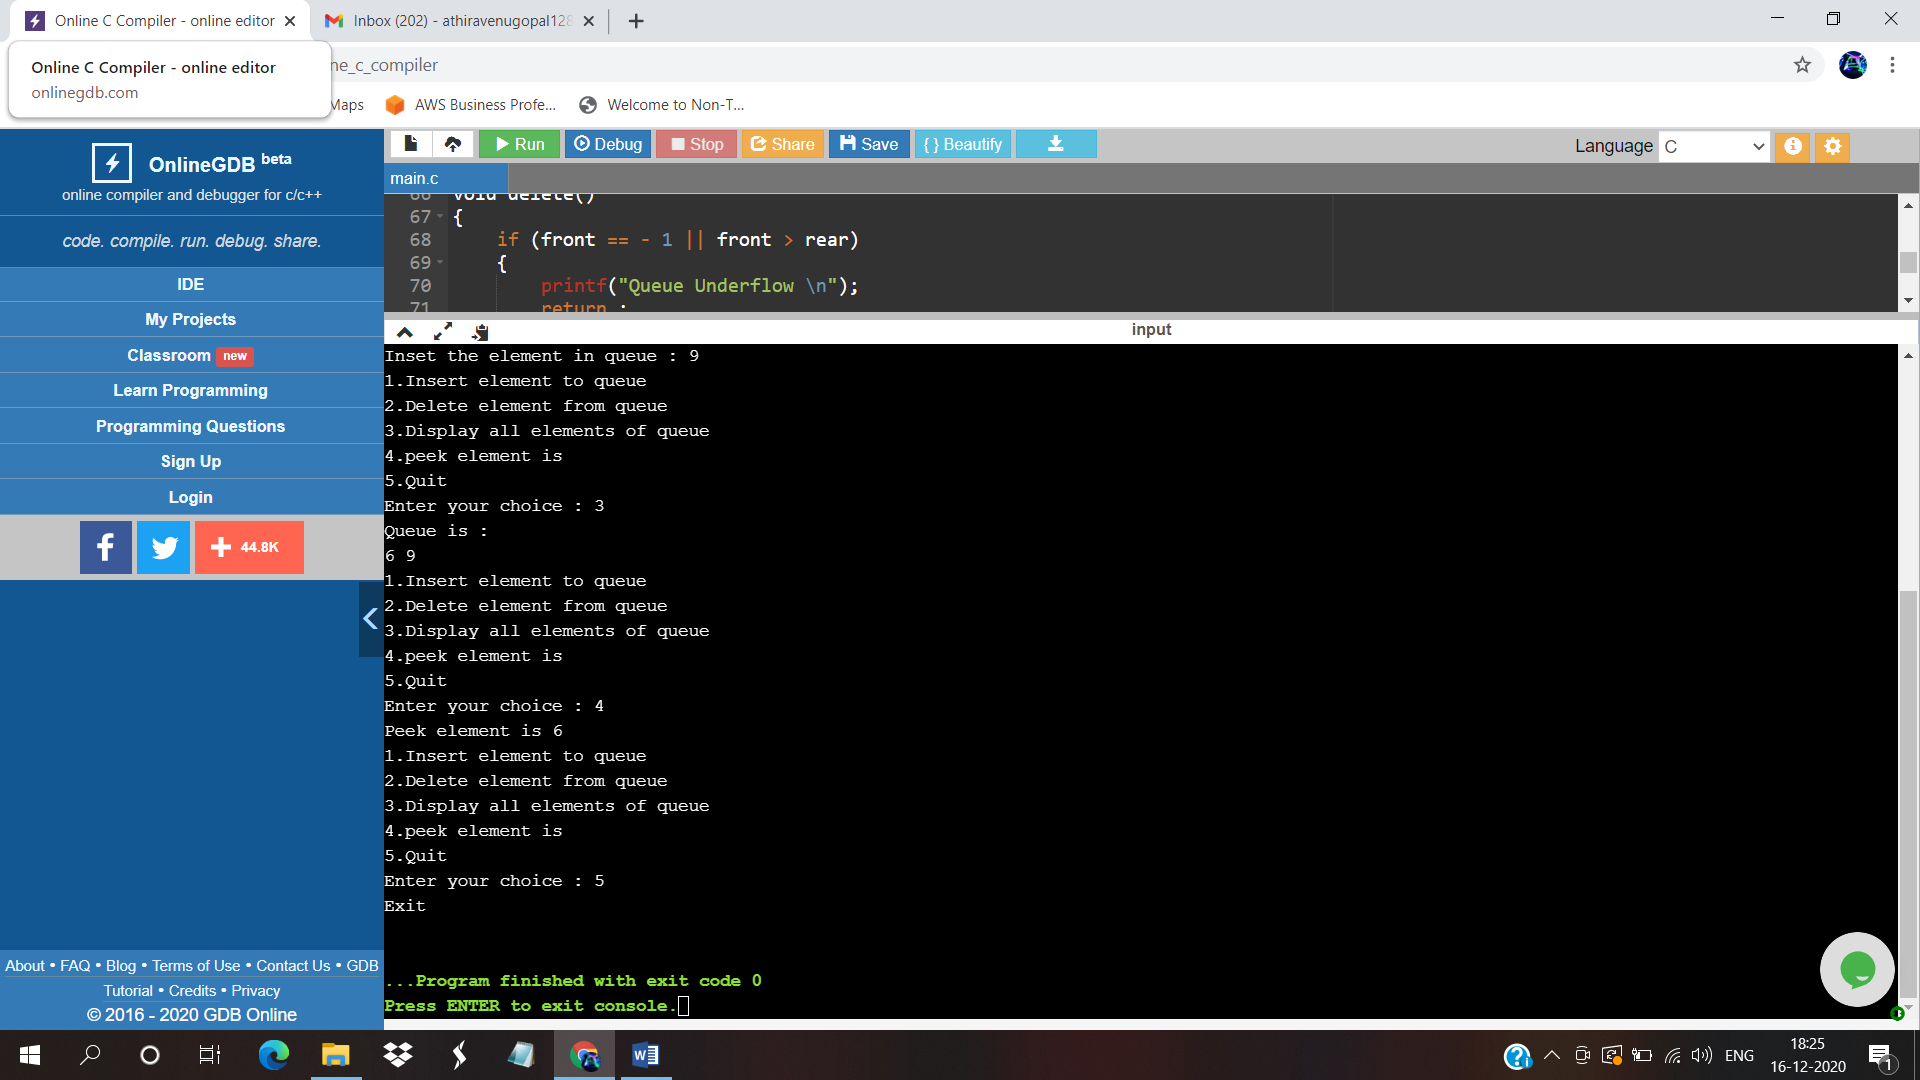 Online C Compiler - online editor
Inbox (202) - athiravenugopal128
Online C Compiler - online editor
onlinegdb.com
ne_c_compiler
Maps
AWS Business Profe...
Welcome to Non-T...
OnlineGDB beta
online compiler and debugger for c/c++
code. compile. run. debug. share.
IDE
My Projects
Classroom new
Learn Programming
Programming Questions
Sign Up
Login
44.8K
About • FAQ • Blog • Terms of Use • Contact Us • GDB
Tutorial • Credits • Privacy
© 2016 - 2020 GDB Online
Run
Debug
Stop
Share
Save
{ } Beautify
Language C
main.c
66 void delete()
67 {
68 if (front == - 1 || front > rear)
69 {
70 printf("Queue Underflow \n");
71 return ;
input
Inset the element in queue : 9
1.Insert element to queue
2.Delete element from queue
3.Display all elements of queue
4.peek element is
5.Quit
Enter your choice : 3
Queue is :
6 9
1.Insert element to queue
2.Delete element from queue
3.Display all elements of queue
4.peek element is
5.Quit
Enter your choice : 4
Peek element is 6
1.Insert element to queue
2.Delete element from queue
3.Display all elements of queue
4.peek element is
5.Quit
Enter your choice : 5
Exit
...Program finished with exit code 0
Press ENTER to exit console.
ENG
18:25
16-12-2020
1